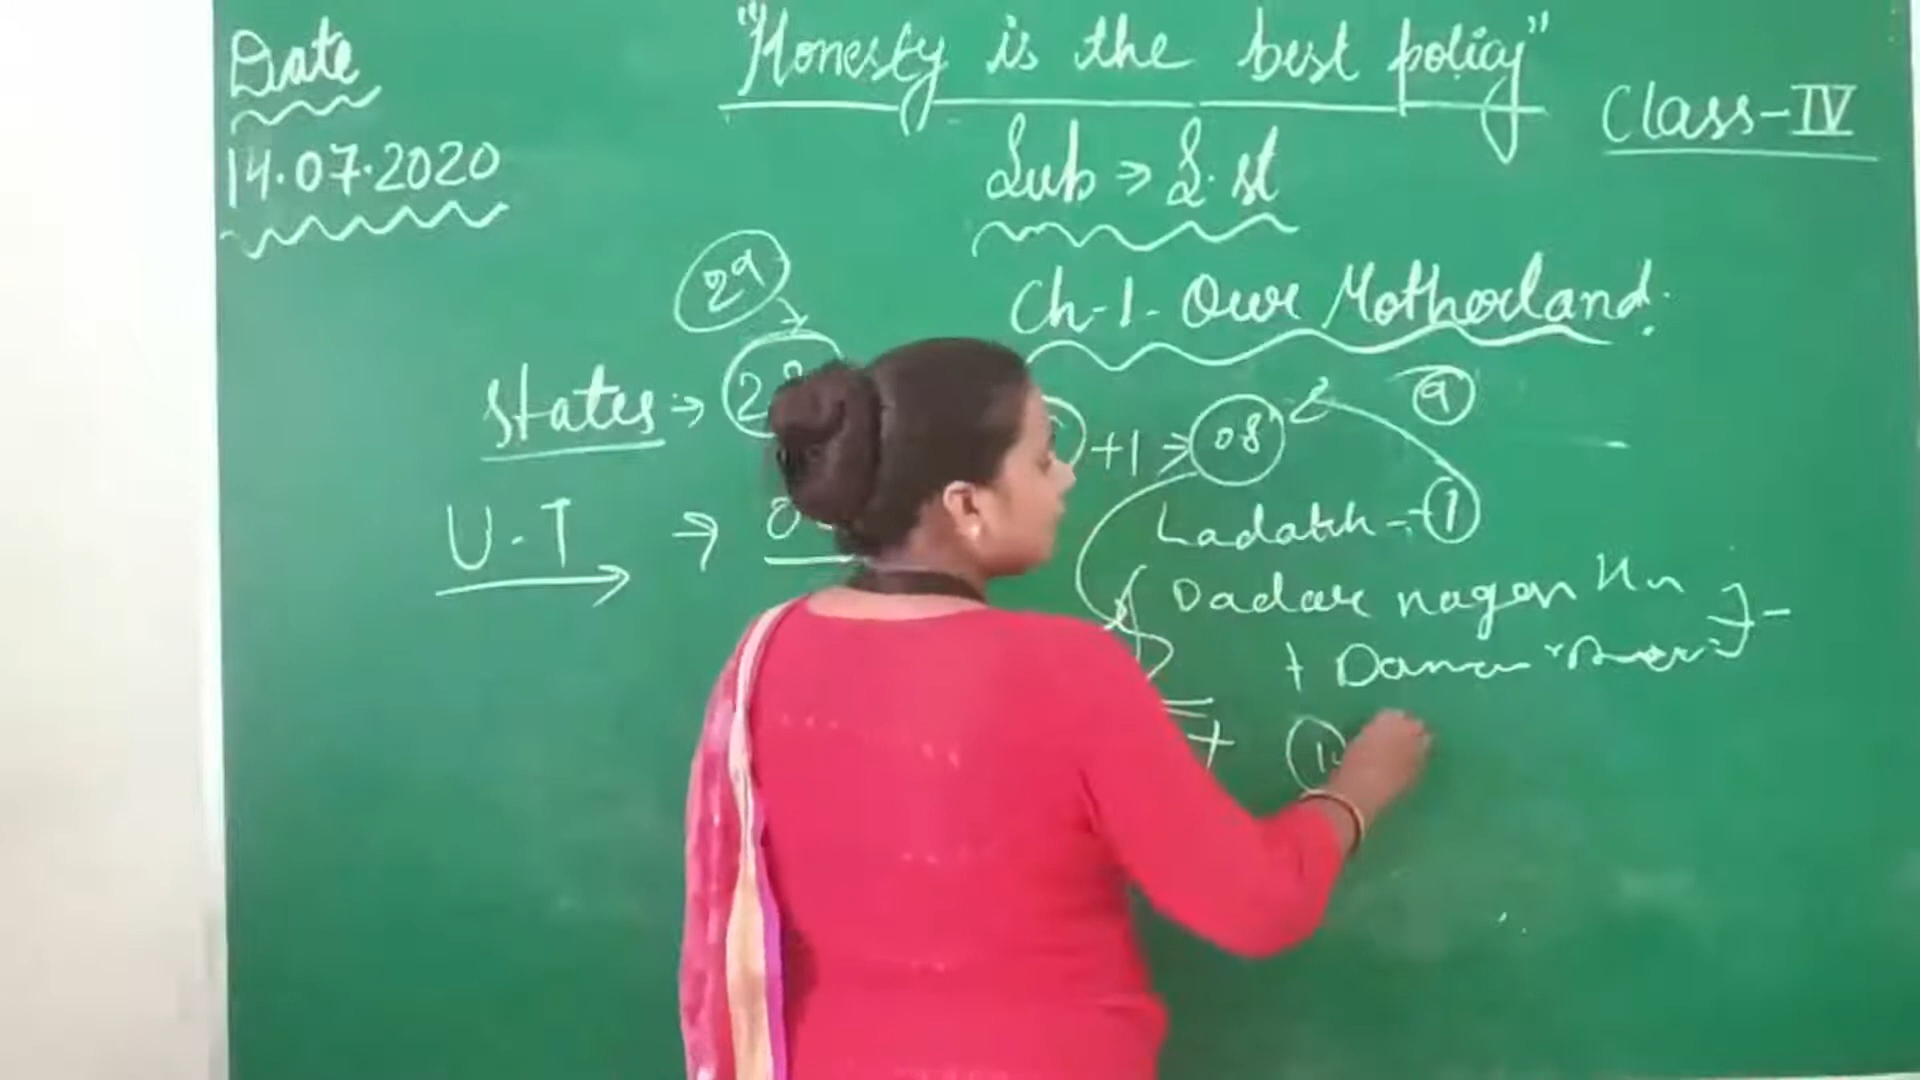 Date
14.07.2020
"Honesty is the best policy"
Class-IV
Sub → S.st
Ch-1. Our Motherland.
29
States →
+1 ⇒ 08
9
U.T →
Ladakh - 1
Dadar nagar
+ Daman
+